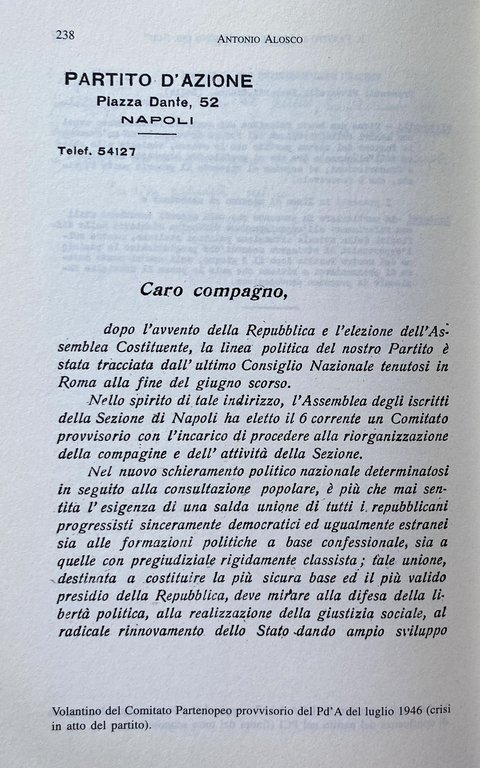 238
ANTONIO ALOSCO
PARTITO D'AZIONE
Piazza Dante, 52
NAPOLI
Telef. 54127
Caro compagno,
dopo l'avvento della Repubblica e l'elezione dell'As-
semblea Costituente, la linea politica del nostro Partito è
stata tracciata dall'ultimo Consiglio Nazionale tenutosi in
Roma alla fine del giugno scorso.
Nello spirito di tale indirizzo, l'Assemblea degli iscritti
della Sezione di Napoli ha eletto il 6 corrente un Comitato
provvisorio con l'incarico di procedere alla riorganizzazione
della compagine e dell'attività della Sezione.
Nel nuovo schieramento politico nazionale determinatosi
in seguito alla consultazione popolare, è più che mai sen-
tita l'esigenza di una salda unione di tutti i repubblicani
progressisti sinceramente democratici ed ugualmente estranei
sia alle formazioni politiche a base confessionale, sia a
quelle con pregiudiziale rigidamente classista; tale unione,
destinata a costituire la più sicura base ed il più valido
presidio della Repubblica, deve mirare alla difesa della li-
bertà politica, alla realizzazione della giustizia sociale, al
radicale rinnovamento dello Stato dando ampio sviluppo
Volantino del Comitato Partenopeo provvisorio del Pd'A del luglio 1946 (crisi
in atto del partito).